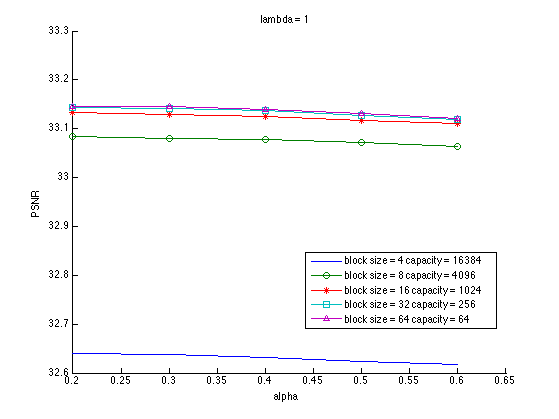 lambda = 1
33.3
33.2
33.1
33
32.9
32.8
32.7
32.6
PSNR
block size = 4 capacity = 16384
block size = 8 capacity = 4096
block size = 16 capacity = 1024
block size = 32 capacity = 256
block size = 64 capacity = 64
0.2 0.25 0.3 0.35 0.4 0.45 0.5 0.55 0.6 0.65
alpha